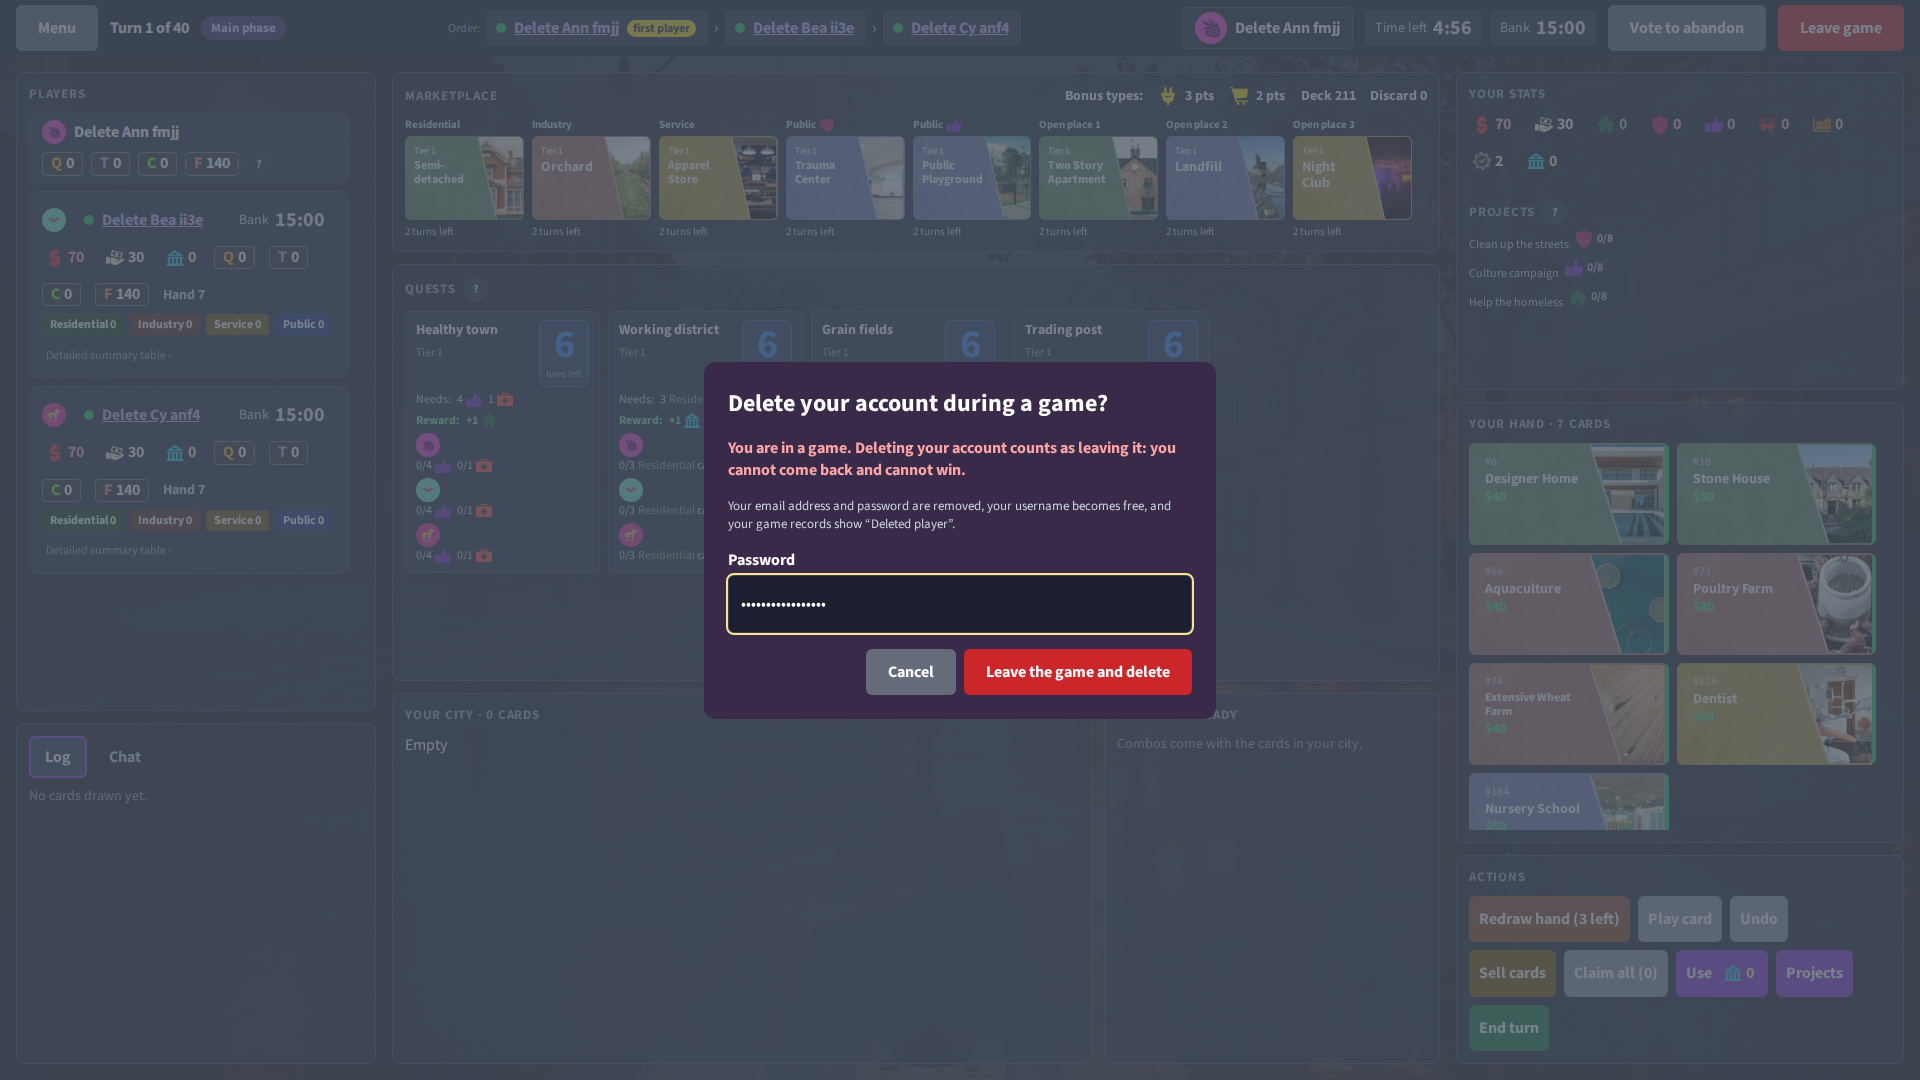 Menu
Turn 1 of 40
Main phase
Order:
Delete Ann fmjj
first player
›
Delete Bea ii3e
›
Delete Cy anf4
Delete Ann fmjj
Time left 4:56
Bank 15:00
Vote to abandon
Leave game
PLAYERS
Delete Ann fmjj
Q 0
T 0
C 0
F 140
?
Delete Bea ii3e
Bank 15:00
70
30
0
Q 0
T 0
C 0
F 140
Hand 7
Residential 0
Industry 0
Service 0
Public 0
Detailed summary table ›
Delete Cy anf4
Bank 15:00
70
30
0
Q 0
T 0
C 0
F 140
Hand 7
Residential 0
Industry 0
Service 0
Public 0
Detailed summary table ›
Log
Chat
No cards drawn yet.
MARKETPLACE
Bonus types:
3 pts
2 pts
Deck 211
Discard 0
Residential
Tier 1
Semi-
detached
2 turns left
Industry
Tier 1
Orchard
2 turns left
Service
Tier 1
Apparel
Store
2 turns left
Public
Tier 1
Trauma
Center
2 turns left
Public
Tier 1
Public
Playground
2 turns left
Open place 1
Tier 1
Two Story
Apartment
2 turns left
Open place 2
Tier 1
Landfill
2 turns left
Open place 3
Tier 1
Night
Club
2 turns left
QUESTS
?
Healthy town
Tier 1
6
turns left
Needs: 4 1
Reward: +1
0/4 0/1
0/4 0/1
0/4 0/1
Working district
Tier 1
6
Needs: 3 Reside
Reward: +1
0/3 Residential ca
0/3 Residential ca
0/3 Residential ca
Grain fields
Tier 1
6
Trading post
Tier 1
6
Delete your account during a game?
You are in a game. Deleting your account counts as leaving it: you
cannot come back and cannot win.
Your email address and password are removed, your username becomes free, and
your game records show “Deleted player”.
Password
•••••••••••••••••
Cancel
Leave the game and delete
YOUR CITY · 0 CARDS
Empty
ADY
Combos come with the cards in your city.
YOUR STATS
$ 70
30
0
0
0
0
0
2
0
PROJECTS
?
Clean up the streets 0/8
Culture campaign 0/8
Help the homeless 0/8
YOUR HAND · 7 CARDS
#6
Designer Home
$40
#18
Stone House
$50
#68
Aquaculture
$40
#73
Poultry Farm
$40
#74
Extensive Wheat
Farm
$40
#124
Dentist
$40
#184
Nursery School
$50
ACTIONS
Redraw hand (3 left)
Play card
Undo
Sell cards
Claim all (0)
Use 0
Projects
End turn